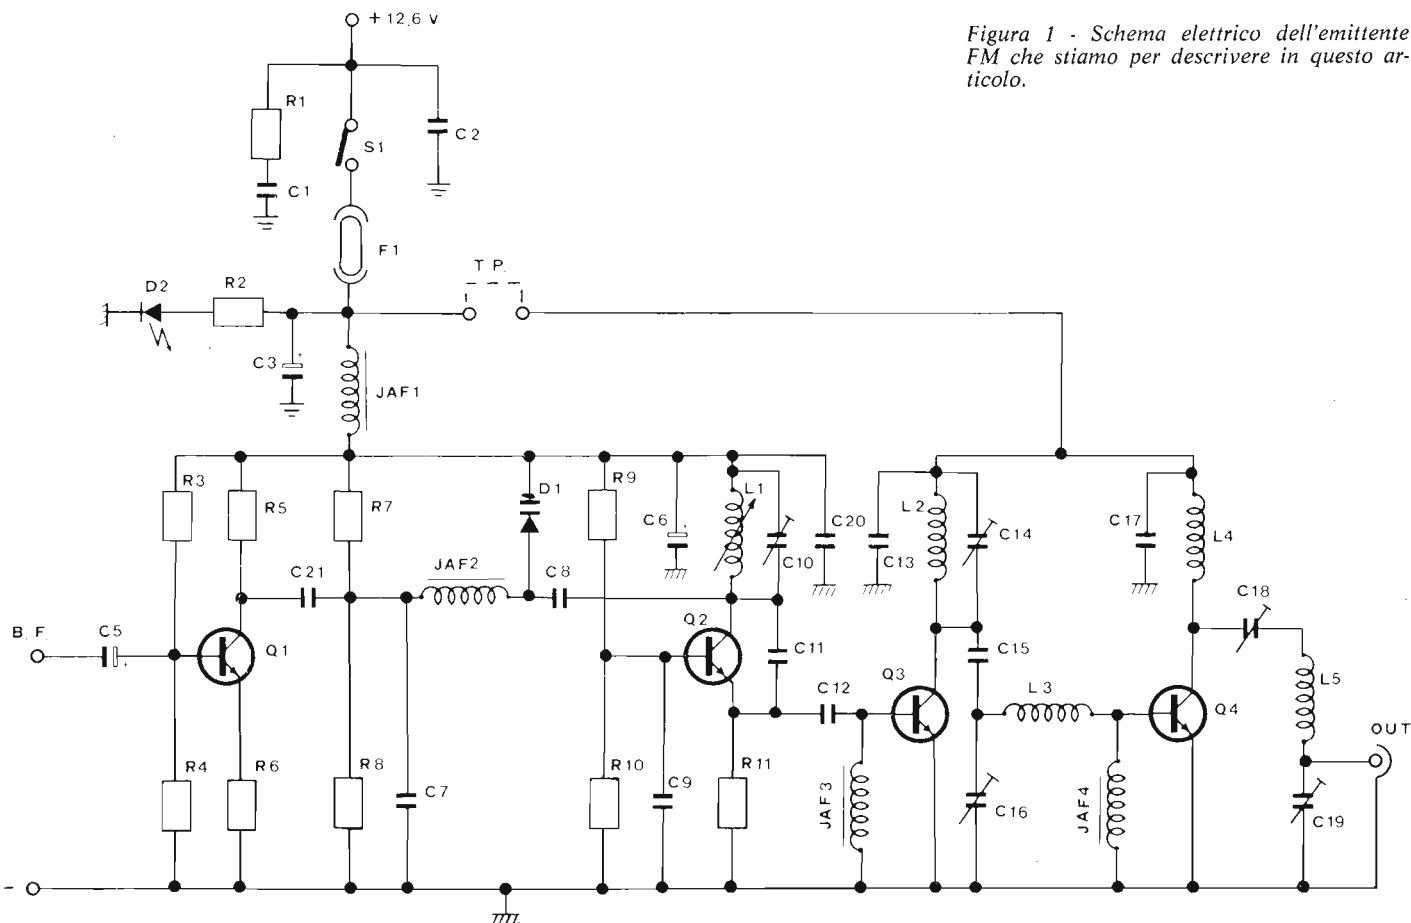 + 12,6 V
Figura 1 - Schema elettrico dell'emittente
FM che stiamo per descrivere in questo ar-
ticolo.
R1
C1
S1
C2
F1
T P.
D2
R2
C3
+
JAF1
R3
R5
R7
D1
R9
C6
+
L1
C10
C20
C13
L2
C14
C17
L4
C21
JAF2
C8
C18
B.F.
C5
+
Q1
Q2
C11
Q3
C15
L3
Q4
L5
OUT
C12
R4
R6
R8
C7
R10
C9
R11
JAF3
C16
JAF4
C19
-